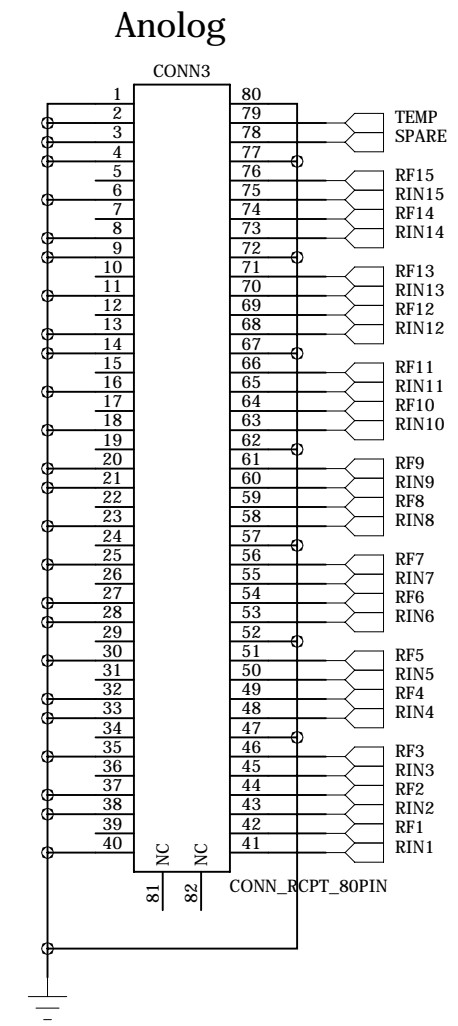 Anolog
CONN3
1 80
2 79 TEMP
3 78 SPARE
4 77
5 76 RF15
6 75 RIN15
7 74 RF14
8 73 RIN14
9 72
10 71 RF13
11 70 RIN13
12 69 RF12
13 68 RIN12
14 67
15 66 RF11
16 65 RIN11
17 64 RF10
18 63 RIN10
19 62
20 61 RF9
21 60 RIN9
22 59 RF8
23 58 RIN8
24 57
25 56 RF7
26 55 RIN7
27 54 RF6
28 53 RIN6
29 52
30 51 RF5
31 50 RIN5
32 49 RF4
33 48 RIN4
34 47
35 46 RF3
36 45 RIN3
37 44 RF2
38 43 RIN2
39 42 RF1
40 41 RIN1
NC NC
81 82
CONN_RCPT_80PIN